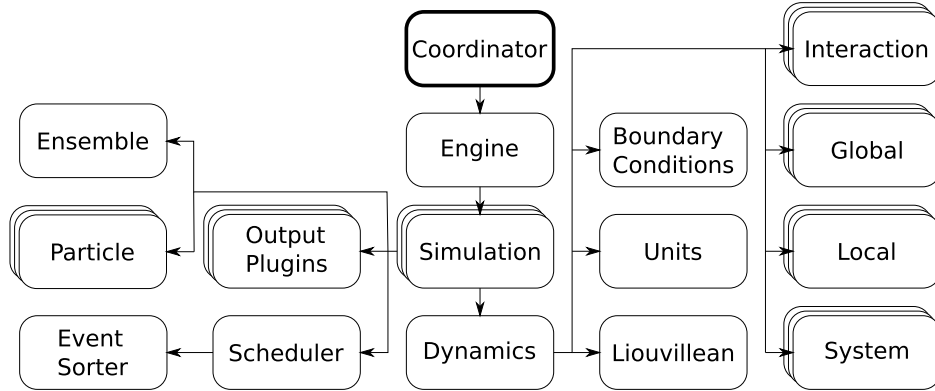 Coordinator
Interaction
Ensemble
Engine
Boundary
Conditions
Global
Particle
Output
Plugins
Simulation
Units
Local
Event
Sorter
Scheduler
Dynamics
Liouvillean
System